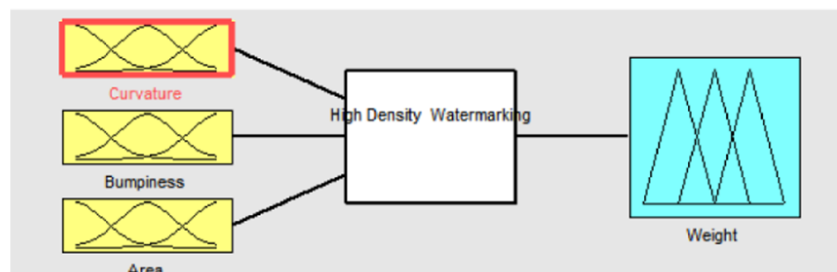 Curvature
High Density Watermarking
Bumpiness
Weight
Area